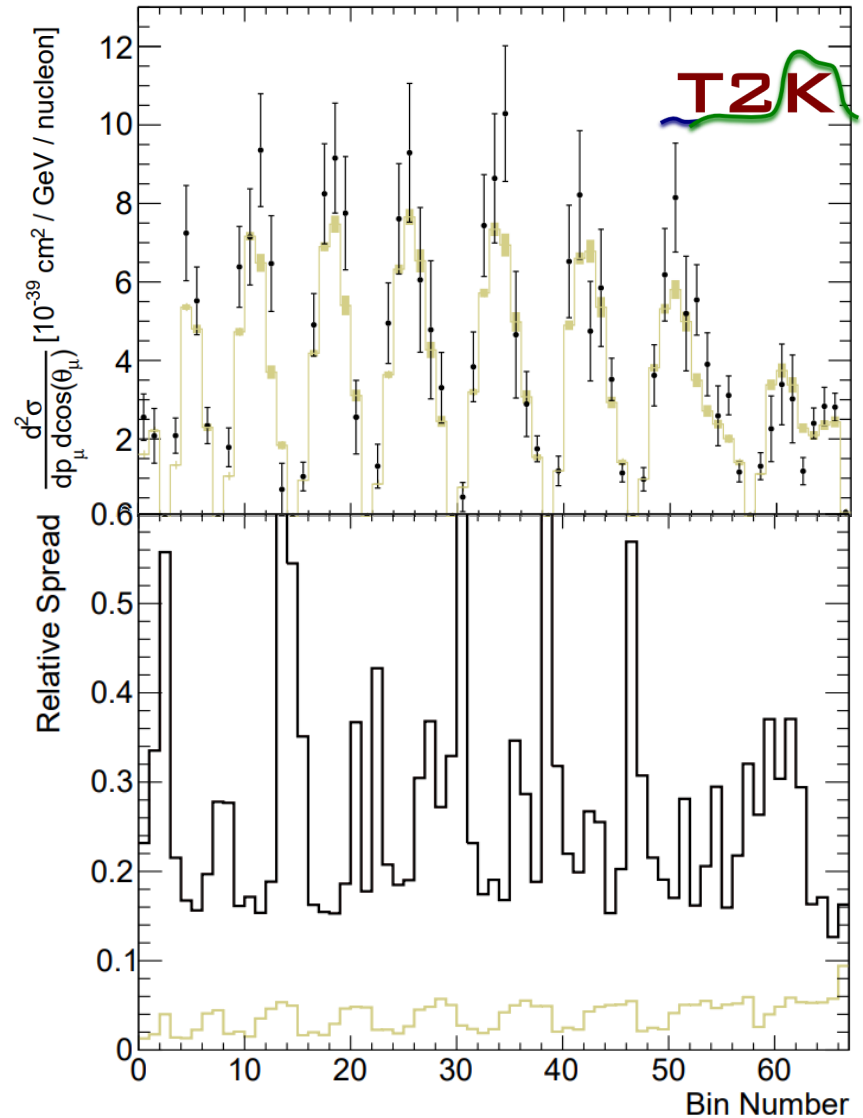 T2K
d²σ
dp_μ dcos(θ_μ) [10⁻³⁹ cm² / GeV / nucleon]
12
10
8
6
4
2
0.6
Relative Spread
0.5
0.4
0.3
0.2
0.1
0
0 10 20 30 40 50 60
Bin Number